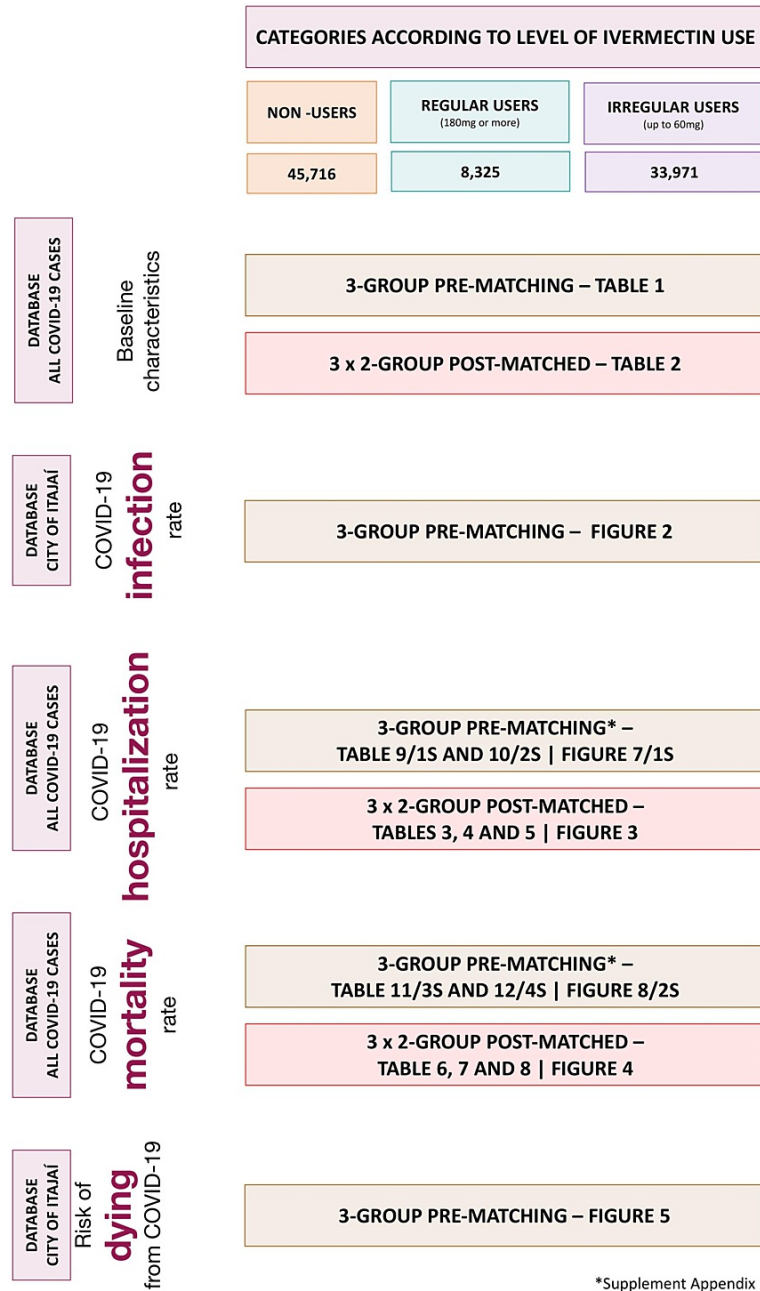 CATEGORIES ACCORDING TO LEVEL OF IVERMECTIN USE
NON -USERS
REGULAR USERS
(180mg or more)
IRREGULAR USERS
(up to 60mg)
45,716
8,325
33,971
DATABASE
ALL COVID-19 CASES
Baseline
characteristics
3-GROUP PRE-MATCHING – TABLE 1
3 x 2-GROUP POST-MATCHED – TABLE 2
DATABASE
CITY OF ITAJAÍ
COVID-19
infection
rate
3-GROUP PRE-MATCHING – FIGURE 2
DATABASE
ALL COVID-19 CASES
COVID-19
hospitalization
rate
3-GROUP PRE-MATCHING* –
TABLE 9/1S AND 10/2S | FIGURE 7/1S
3 x 2-GROUP POST-MATCHED –
TABLES 3, 4 AND 5 | FIGURE 3
DATABASE
ALL COVID-19 CASES
COVID-19
mortality
rate
3-GROUP PRE-MATCHING* –
TABLE 11/3S AND 12/4S | FIGURE 8/2S
3 x 2-GROUP POST-MATCHED –
TABLE 6, 7 AND 8 | FIGURE 4
DATABASE
CITY OF ITAJAÍ
Risk of
dying
from COVID-19
3-GROUP PRE-MATCHING – FIGURE 5
*Supplement Appendix